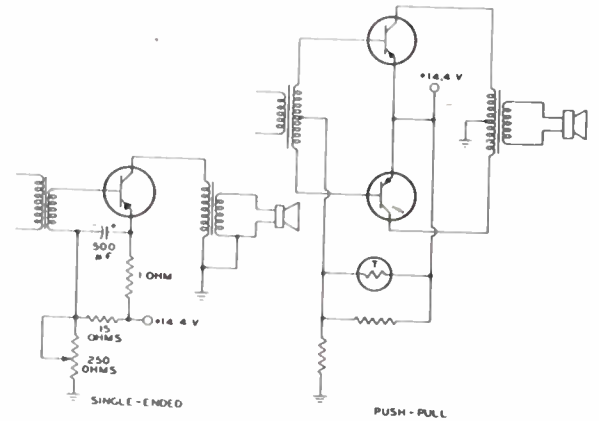 +14.4 V
+
500
µF
1 OHM
15
OHMS
+14.4 V
250
OHMS
SINGLE-ENDED
T
PUSH-PULL